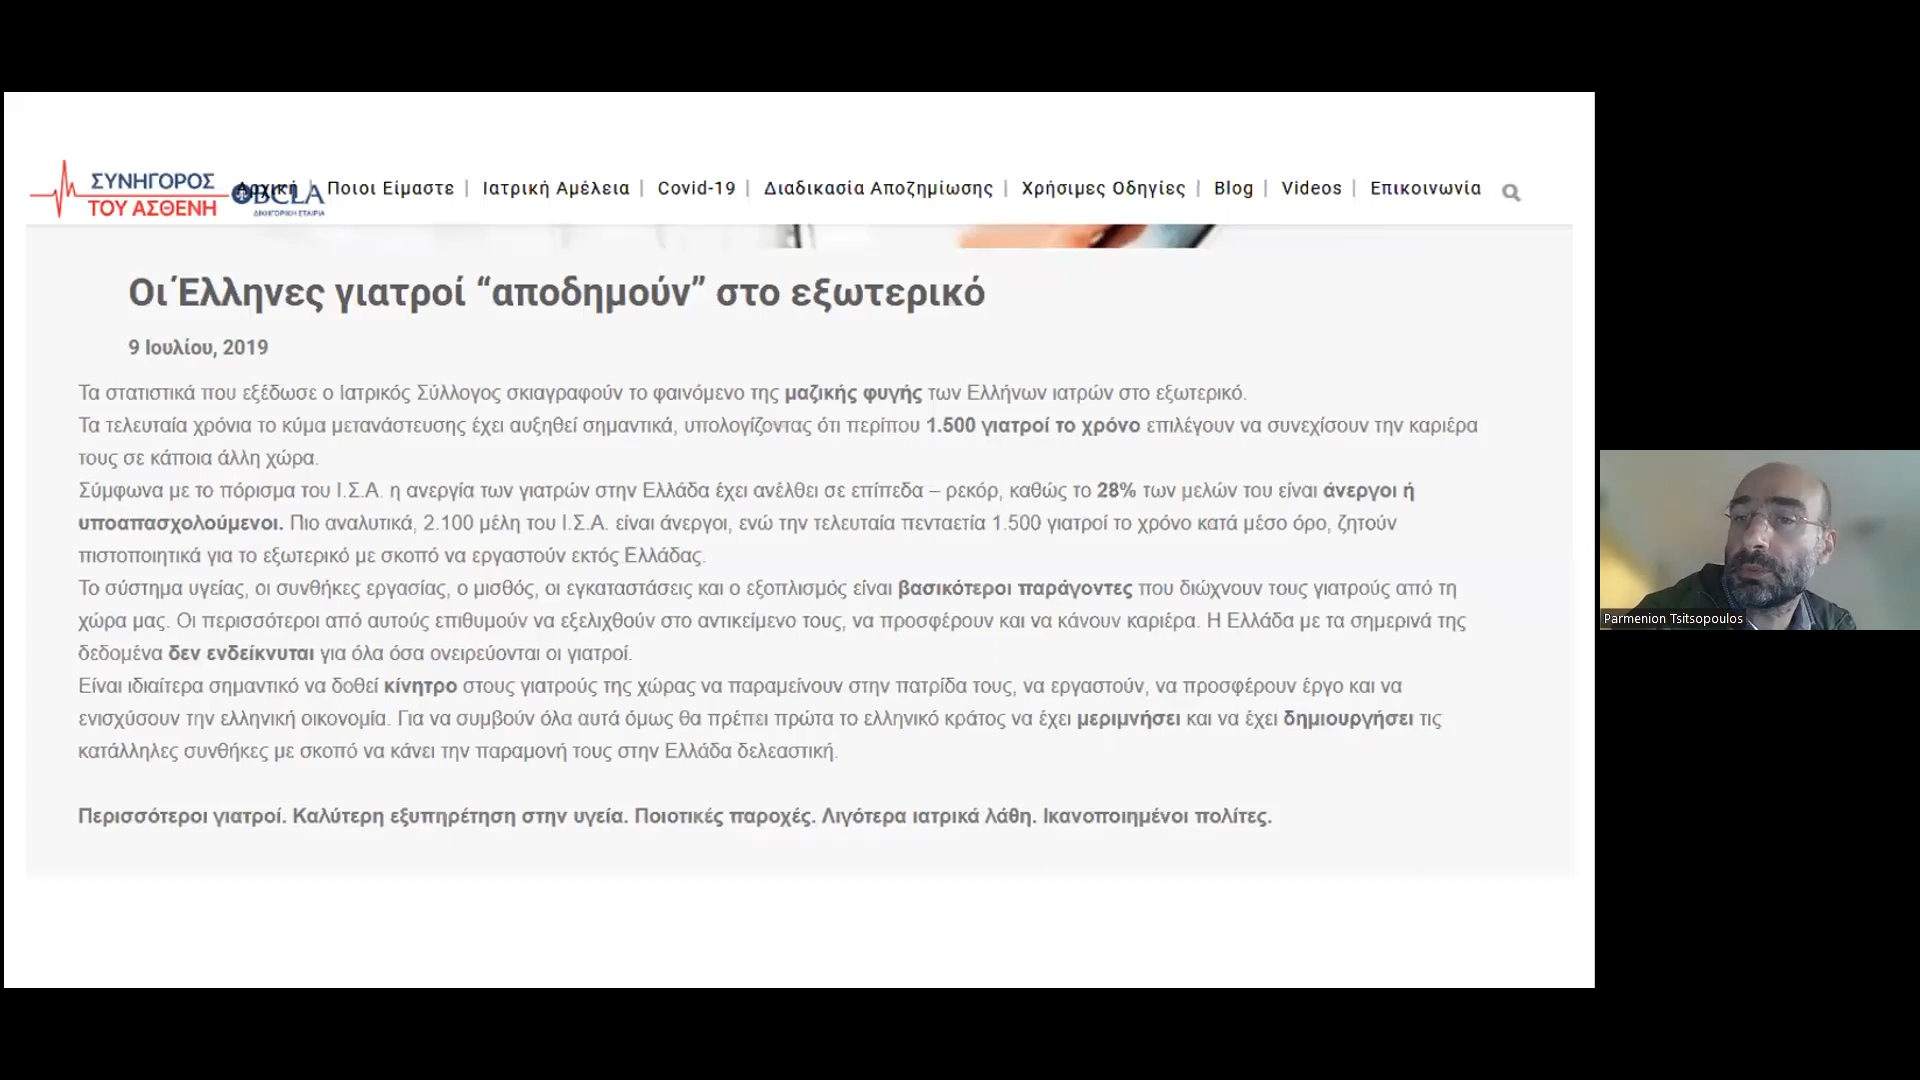 ΣΥΝΗΓΟΡΟΣ
ΤΟΥ ΑΣΘΕΝΗ
BCLA
ΔΙΚΗΓΟΡΙΚΗ ΕΤΑΙΡΙΑ
Αρχική | Ποιοι Είμαστε | Ιατρική Αμέλεια | Covid-19 | Διαδικασία Αποζημίωσης | Χρήσιμες Οδηγίες | Blog | Videos | Επικοινωνία
Οι Έλληνες γιατροί “αποδημούν” στο εξωτερικό
9 Ιουλίου, 2019
Τα στατιστικά που εξέδωσε ο Ιατρικός Σύλλογος σκιαγραφούν το φαινόμενο της μαζικής φυγής των Ελλήνων ιατρών στο εξωτερικό.
Τα τελευταία χρόνια το κύμα μετανάστευσης έχει αυξηθεί σημαντικά, υπολογίζοντας ότι περίπου 1.500 γιατροί το χρόνο επιλέγουν να συνεχίσουν την καριέρα
τους σε κάποια άλλη χώρα.
Σύμφωνα με το πόρισμα του Ι.Σ.Α. η ανεργία των γιατρών στην Ελλάδα έχει ανέλθει σε επίπεδα – ρεκόρ, καθώς το 28% των μελών του είναι άνεργοι ή
υποαπασχολούμενοι. Πιο αναλυτικά, 2.100 μέλη του Ι.Σ.Α. είναι άνεργοι, ενώ την τελευταία πενταετία 1.500 γιατροί το χρόνο κατά μέσο όρο, ζητούν
πιστοποιητικά για το εξωτερικό με σκοπό να εργαστούν εκτός Ελλάδας.
Το σύστημα υγείας, οι συνθήκες εργασίας, ο μισθός, οι εγκαταστάσεις και ο εξοπλισμός είναι βασικότεροι παράγοντες που διώχνουν τους γιατρούς από τη
χώρα μας. Οι περισσότεροι από αυτούς επιθυμούν να εξελιχθούν στο αντικείμενο τους, να προσφέρουν και να κάνουν καριέρα. Η Ελλάδα με τα σημερινά της
δεδομένα δεν ενδείκνυται για όλα όσα ονειρεύονται οι γιατροί.
Είναι ιδιαίτερα σημαντικό να δοθεί κίνητρο στους γιατρούς της χώρας να παραμείνουν στην πατρίδα τους, να εργαστούν, να προσφέρουν έργο και να
ενισχύσουν την ελληνική οικονομία. Για να συμβούν όλα αυτά όμως θα πρέπει πρώτα το ελληνικό κράτος να έχει μεριμνήσει και να έχει δημιουργήσει τις
κατάλληλες συνθήκες με σκοπό να κάνει την παραμονή τους στην Ελλάδα δελεαστική.
Περισσότεροι γιατροί. Καλύτερη εξυπηρέτηση στην υγεία. Ποιοτικές παροχές. Λιγότερα ιατρικά λάθη. Ικανοποιημένοι πολίτες.
Parmenion Tsitsopoulos